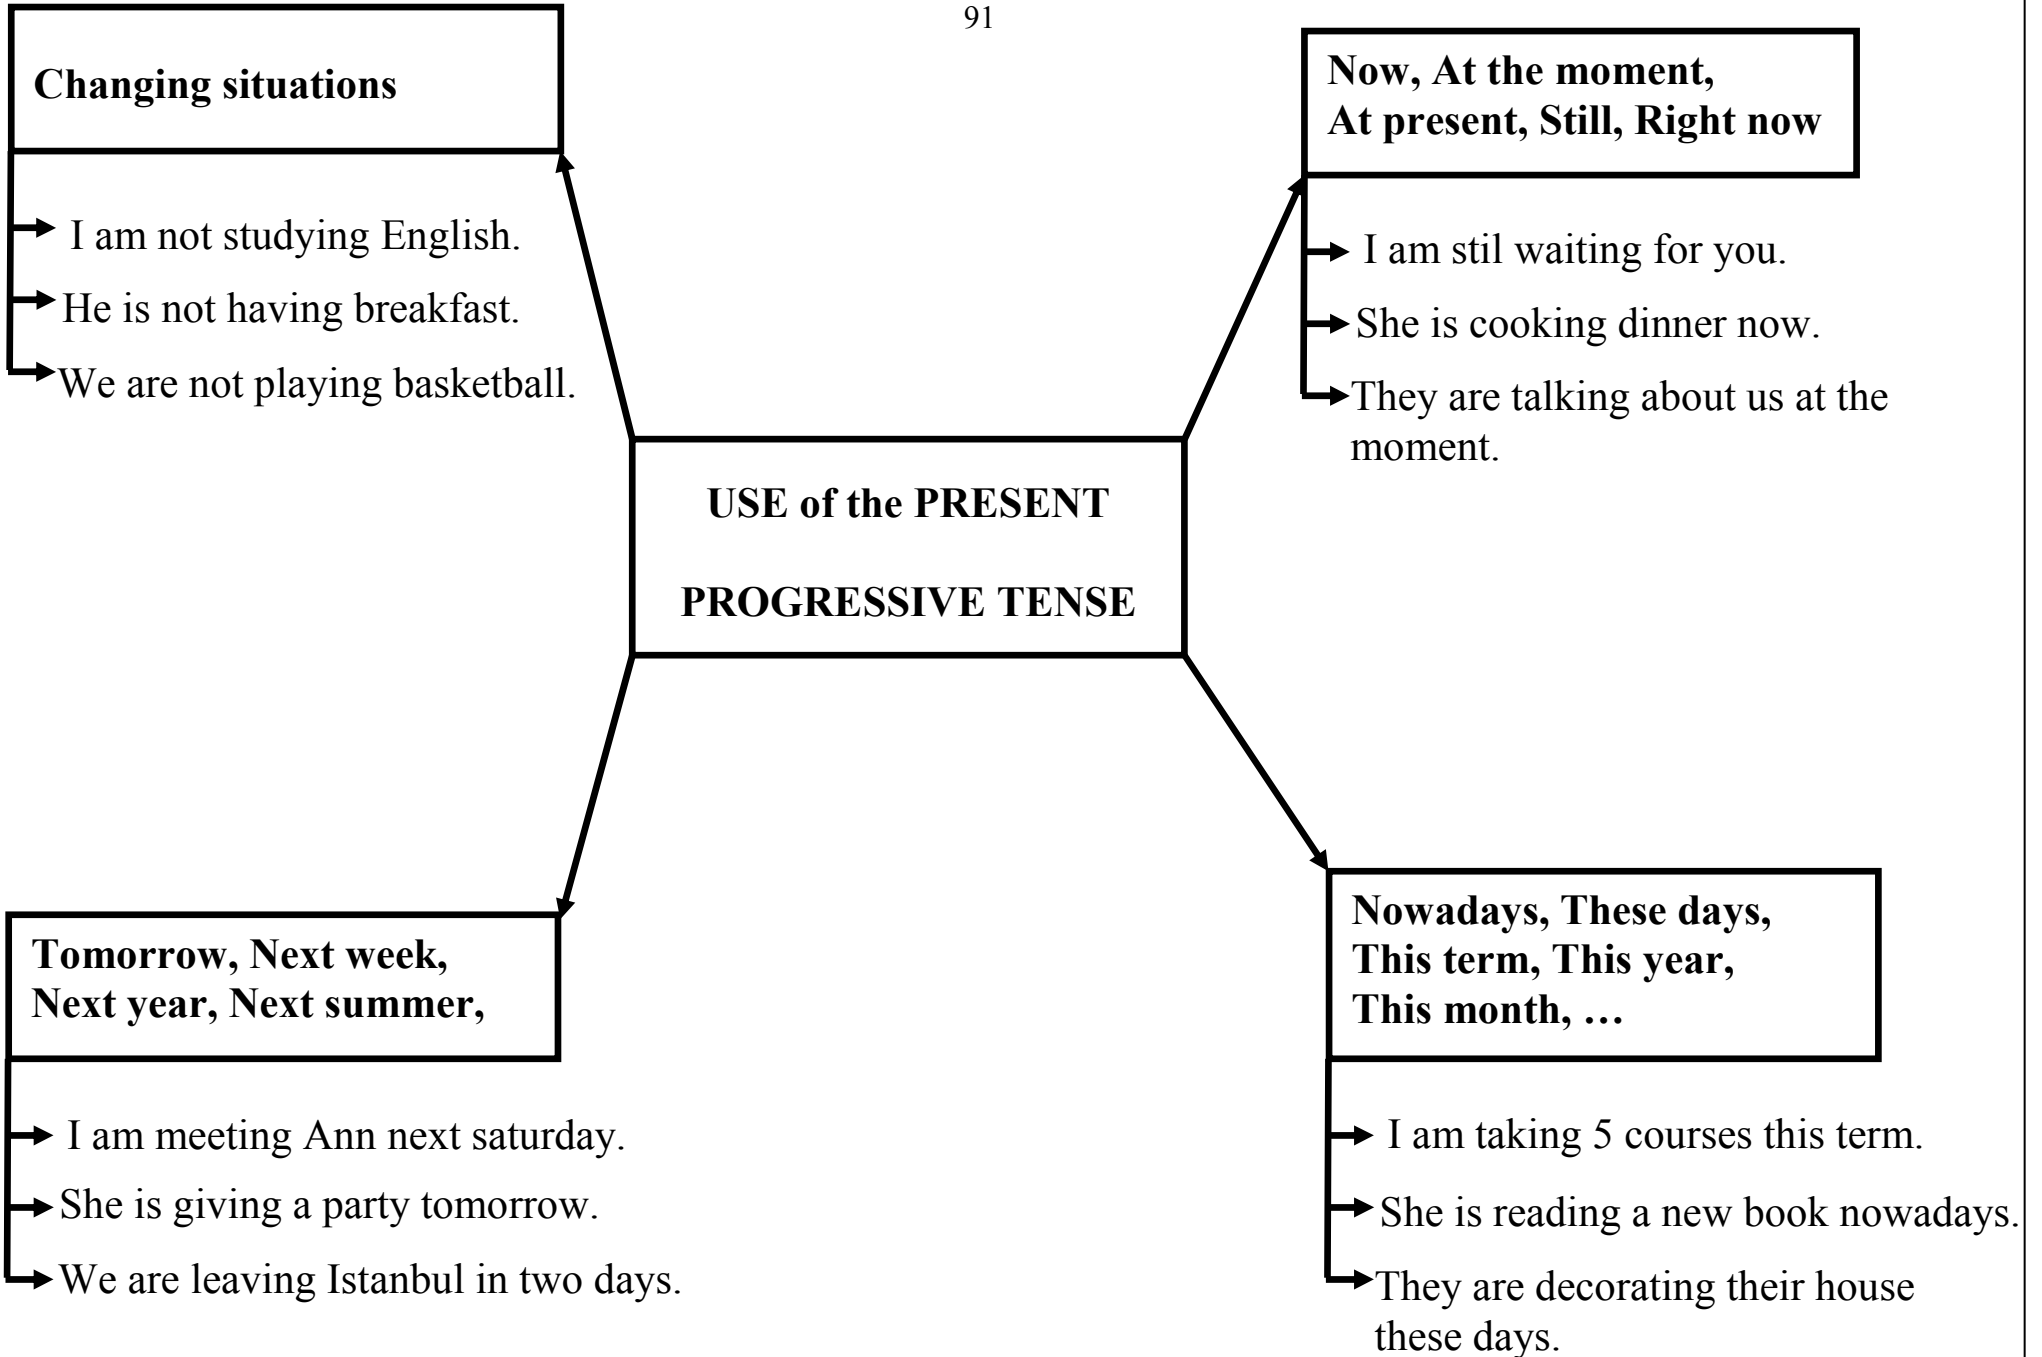 91
Changing situations
I am not studying English.
He is not having breakfast.
We are not playing basketball.
Now, At the moment,
At present, Still, Right now
I am stil waiting for you.
She is cooking dinner now.
They are talking about us at the
moment.
USE of the PRESENT
PROGRESSIVE TENSE
Tomorrow, Next week,
Next year, Next summer,
I am meeting Ann next saturday.
She is giving a party tomorrow.
We are leaving Istanbul in two days.
Nowadays, These days,
This term, This year,
This month, …
I am taking 5 courses this term.
She is reading a new book nowadays.
They are decorating their house
these days.